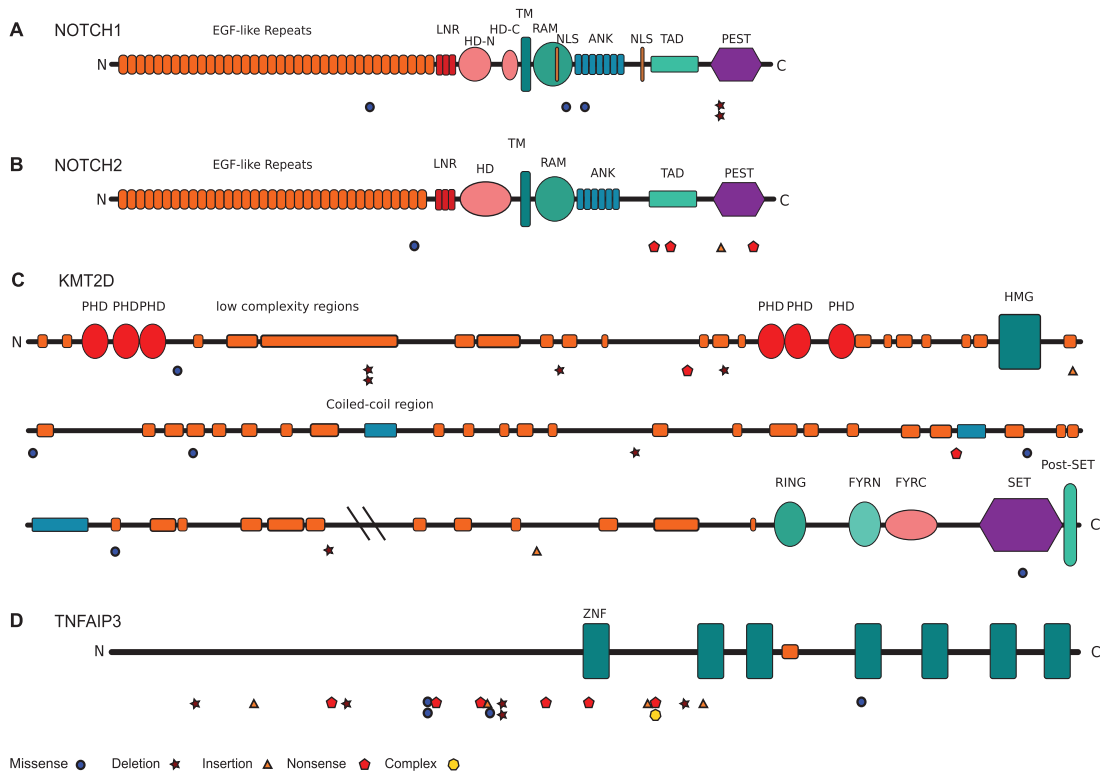 A NOTCH1
EGF-like Repeats LNR HD-N HD-C TM RAM NLS ANK NLS TAD PEST
N C
B NOTCH2
EGF-like Repeats LNR HD TM RAM ANK TAD PEST
N C
C KMT2D
PHD PHD PHD low complexity regions PHD PHD PHD HMG
N
Coiled-coil region
RING FYRN FYRC SET Post-SET
C
D TNFAIP3
ZNF
N C
Missense Deletion Insertion Nonsense Complex